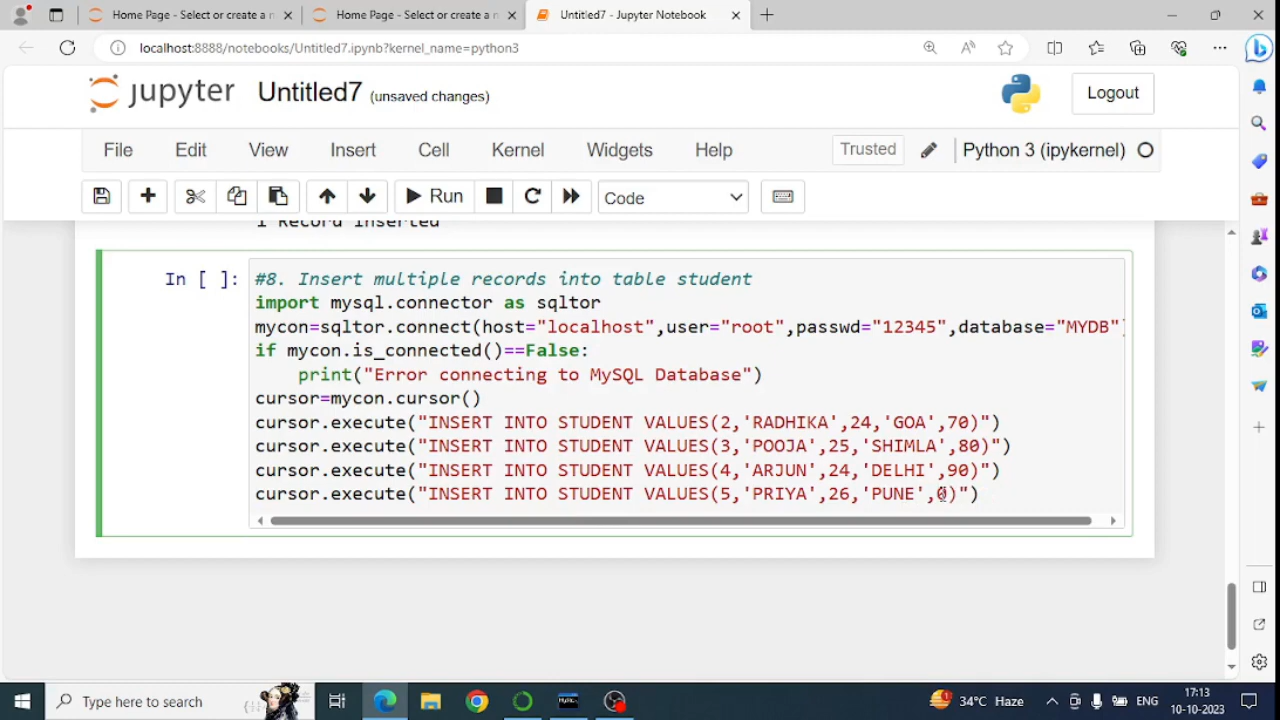 Home Page - Select or create a n
Home Page - Select or create a n
Untitled7 - Jupyter Notebook
localhost:8888/notebooks/Untitled7.ipynb?kernel_name=python3
jupyter Untitled7 (unsaved changes)
Logout
File Edit View Insert Cell Kernel Widgets Help Trusted Python 3 (ipykernel)
Run Code
1 Record inserted
In [ ]: #8. Insert multiple records into table student
import mysql.connector as sqltor
mycon=sqltor.connect(host="localhost",user="root",passwd="12345",database="MYDB")
if mycon.is_connected()==False:
print("Error connecting to MySQL Database")
cursor=mycon.cursor()
cursor.execute("INSERT INTO STUDENT VALUES(2,'RADHIKA',24,'GOA',70)")
cursor.execute("INSERT INTO STUDENT VALUES(3,'POOJA',25,'SHIMLA',80)")
cursor.execute("INSERT INTO STUDENT VALUES(4,'ARJUN',24,'DELHI',90)")
cursor.execute("INSERT INTO STUDENT VALUES(5,'PRIYA',26,'PUNE',0)")
Type here to search
34°C Haze
ENG
17:13
10-10-2023